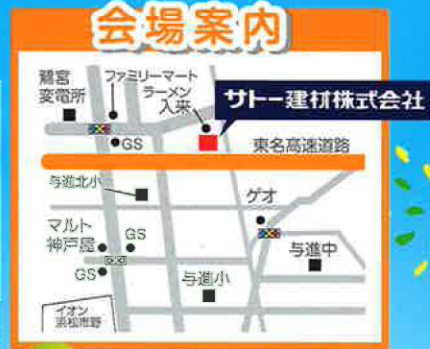 会場案内
鷺宮
変電所
ファミリーマート
ラーメン
入来
サトー建材株式会社
GS
東名高速道路
与進北小
ゲオ
マルト
神戸屋
GS
GS
与進中
与進小
イオン
浜松市野